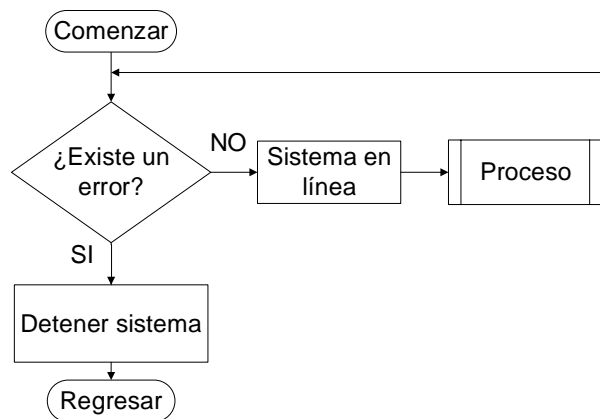 Comenzar
¿Existe un
error?
NO
Sistema en
línea
Proceso
SI
Detener sistema
Regresar